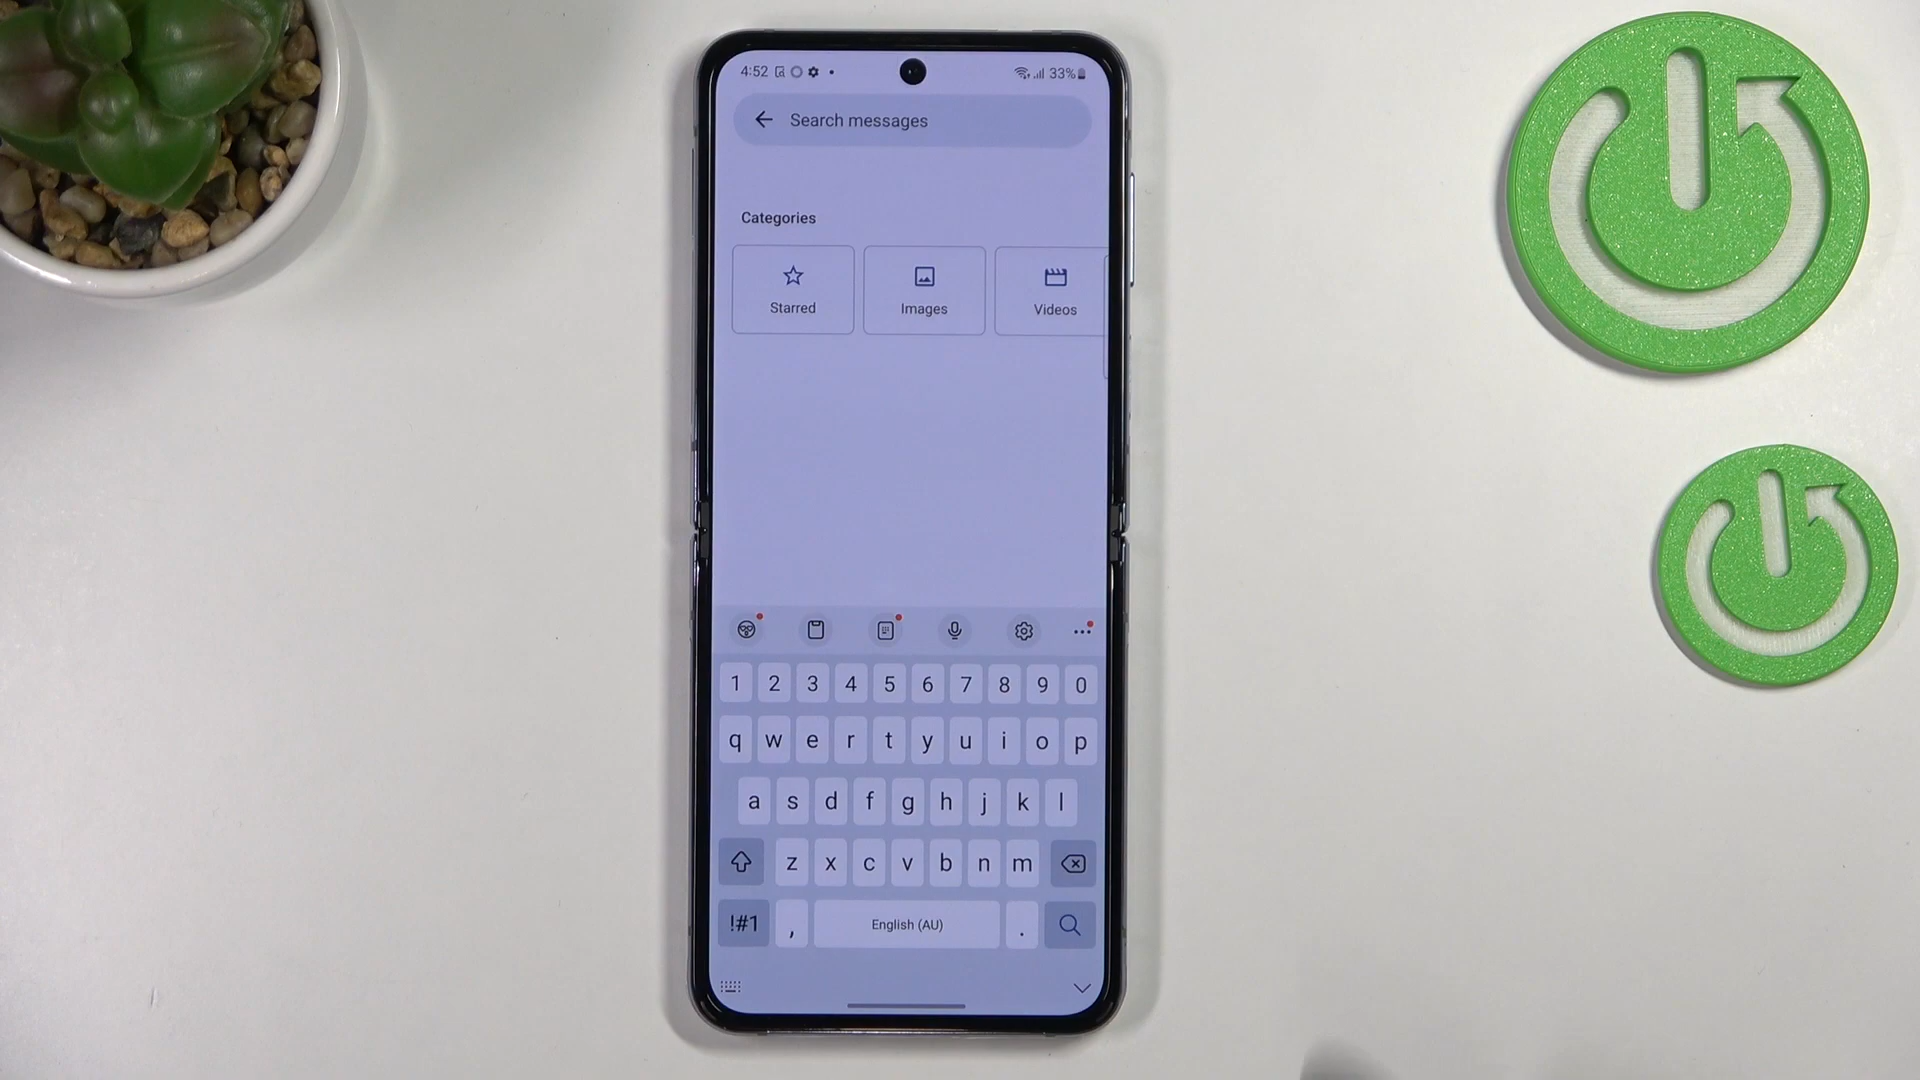 4:52 33%
Search messages
Categories
Starred Images Videos
1 2 3 4 5 6 7 8 9 0
q w e r t y u i o p
a s d f g h j k l
z x c v b n m
!#1 , English (AU) .